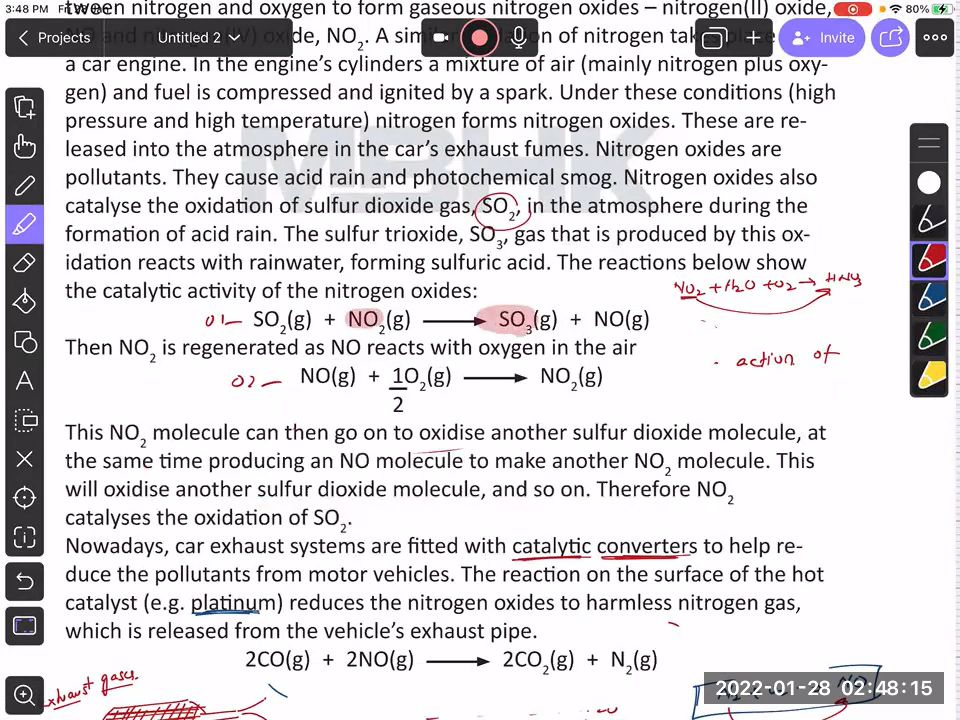 tween nitrogen and oxygen to form gaseous nitrogen oxides – nitrogen(II) oxide,
3:48 PM
80%
Projects
Untitled 2
Invite
oxide, NO2. A of nitrogen
a car engine. In the engine's cylinders a mixture of air (mainly nitrogen plus oxy-
gen) and fuel is compressed and ignited by a spark. Under these conditions (high
pressure and high temperature) nitrogen forms nitrogen oxides. These are re-
leased into the atmosphere in the car's exhaust fumes. Nitrogen oxides are
pollutants. They cause acid rain and photochemical smog. Nitrogen oxides also
catalyse the oxidation of sulfur dioxide gas, SO2, in the atmosphere during the
formation of acid rain. The sulfur trioxide, SO3, gas that is produced by this ox-
idation reacts with rainwater, forming sulfuric acid. The reactions below show
the catalytic activity of the nitrogen oxides:
NO2 + H2O + O2 → HNO3
01 — SO2(g) + NO2(g) ⟶ SO3(g) + NO(g)
Then NO2 is regenerated as NO reacts with oxygen in the air
. action of
02 — NO(g) + 1O2(g) ⟶ NO2(g)
2
This NO2 molecule can then go on to oxidise another sulfur dioxide molecule, at
the same time producing an NO molecule to make another NO2 molecule. This
will oxidise another sulfur dioxide molecule, and so on. Therefore NO2
catalyses the oxidation of SO2.
Nowadays, car exhaust systems are fitted with catalytic converters to help re-
duce the pollutants from motor vehicles. The reaction on the surface of the hot
catalyst (e.g. platinum) reduces the nitrogen oxides to harmless nitrogen gas,
which is released from the vehicle's exhaust pipe.
2CO(g) + 2NO(g) ⟶ 2CO2(g) + N2(g)
exhaust gases
2022-01-28 02:48:15